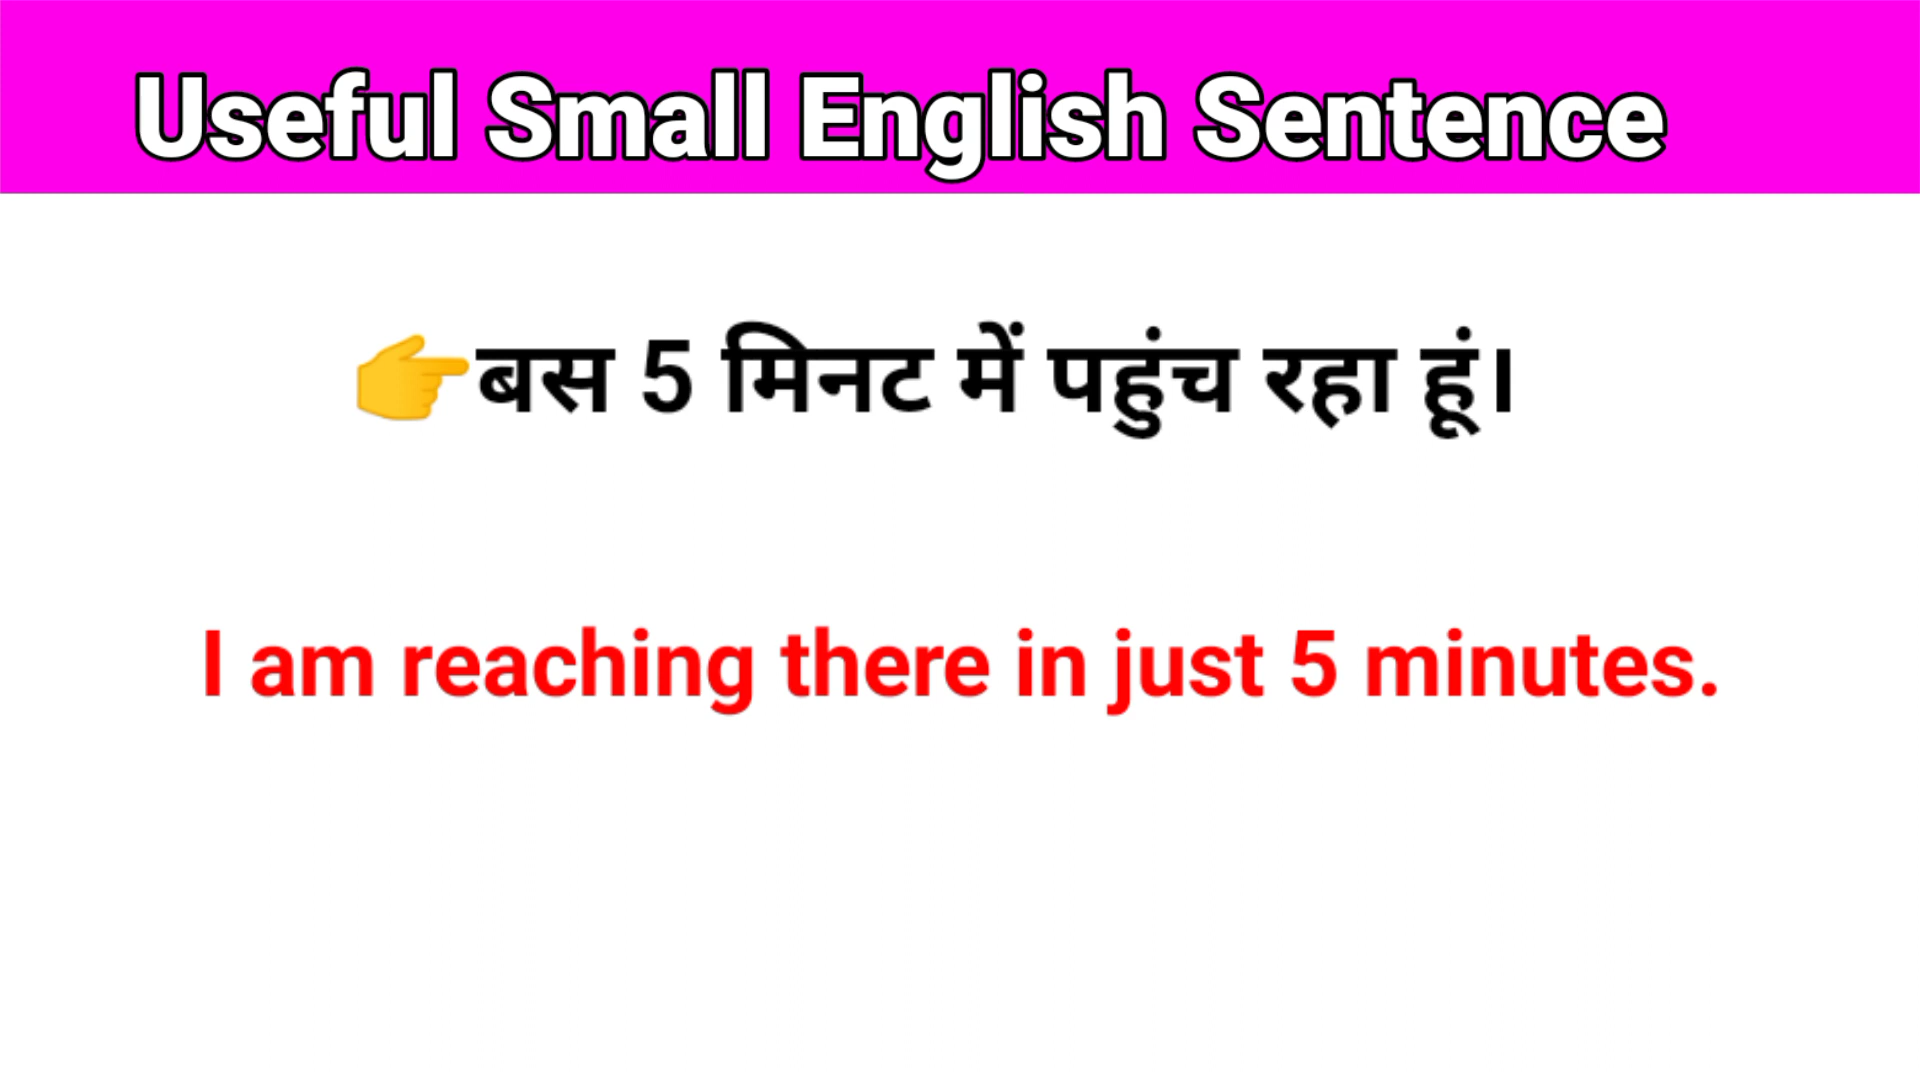 Useful Small English Sentence
👉बस 5 मिनट में पहुंच रहा हूं।
I am reaching there in just 5 minutes.